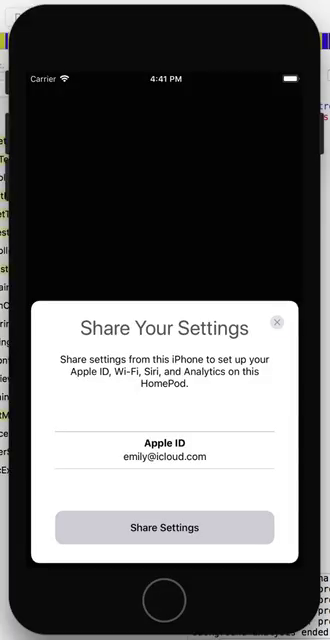 Carrier 4:41 PM
Share Your Settings
Share settings from this iPhone to set up your
Apple ID, Wi-Fi, Siri, and Analytics on this
HomePod.
Apple ID
emily@icloud.com
Share Settings